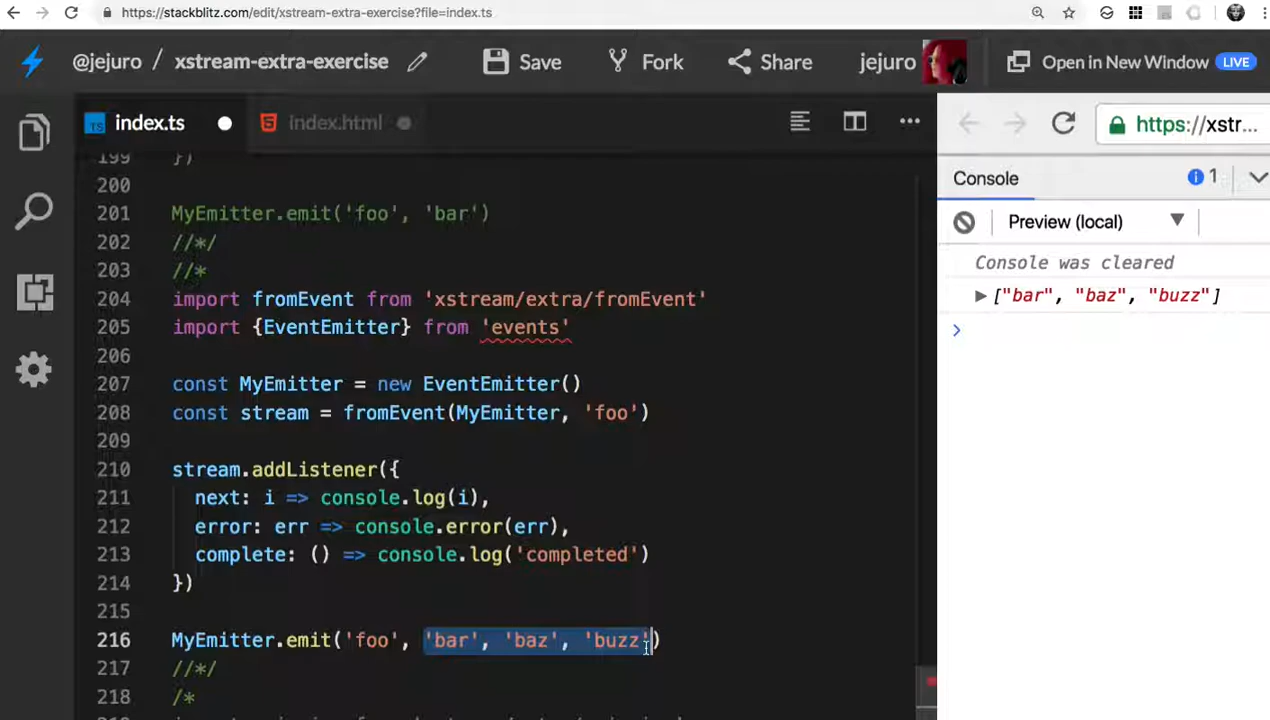 https://stackblitz.com/edit/xstream-extra-exercise?file=index.ts
@jejuro / xstream-extra-exercise
Save
Fork
Share
jejuro
Open in New Window LIVE
TS index.ts
index.html
https://xstr...
199 })
200
201 MyEmitter.emit('foo', 'bar')
202 //*/
203 //*
204 import fromEvent from 'xstream/extra/fromEvent'
205 import {EventEmitter} from 'events'
206
207 const MyEmitter = new EventEmitter()
208 const stream = fromEvent(MyEmitter, 'foo')
209
210 stream.addListener({
211 next: i => console.log(i),
212 error: err => console.error(err),
213 complete: () => console.log('completed')
214 })
215
216 MyEmitter.emit('foo', 'bar', 'baz', 'buzz')
217 //*/
218 /*
Console
1
Preview (local)
Console was cleared
["bar", "baz", "buzz"]